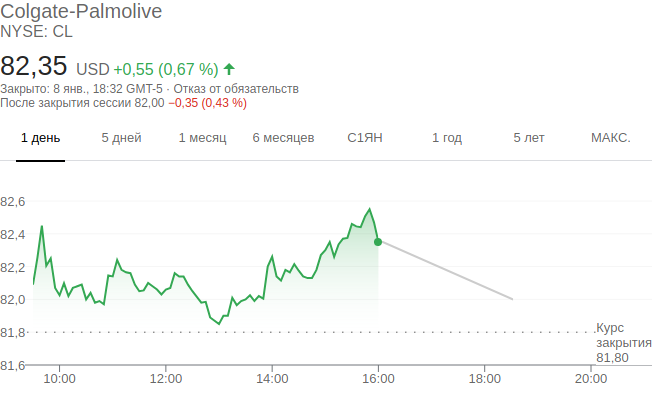 Colgate-Palmolive
NYSE: CL
82,35 USD +0,55 (0,67 %)
Закрыто: 8 янв., 18:32 GMT-5 · Отказ от обязательств
После закрытия сессии 82,00 −0,35 (0,43 %)
1 день 5 дней 1 месяц 6 месяцев С1ЯН 1 год 5 лет МАКС.
82,6
82,4
82,2
82,0
81,8
81,6
Курс
закрытия
81,80
10:00 12:00 14:00 16:00 18:00 20:00